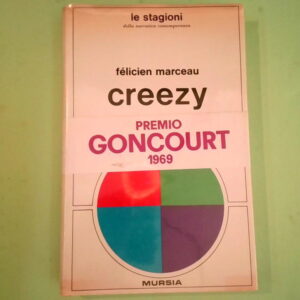 le stagioni
della narrativa contemporanea
félicien marceau
creezy
PREMIO
GONCOURT
1969
MURSIA